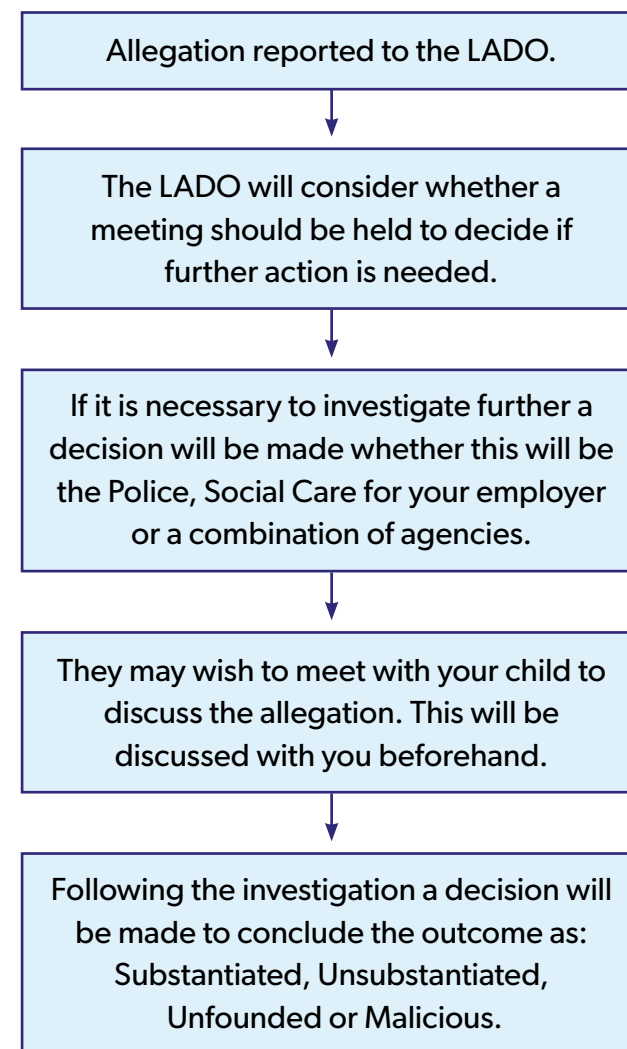 Allegation reported to the LADO.
The LADO will consider whether a
meeting should be held to decide if
further action is needed.
If it is necessary to investigate further a
decision will be made whether this will be
the Police, Social Care for your employer
or a combination of agencies.
They may wish to meet with your child to
discuss the allegation. This will be
discussed with you beforehand.
Following the investigation a decision will
be made to conclude the outcome as:
Substantiated, Unsubstantiated,
Unfounded or Malicious.